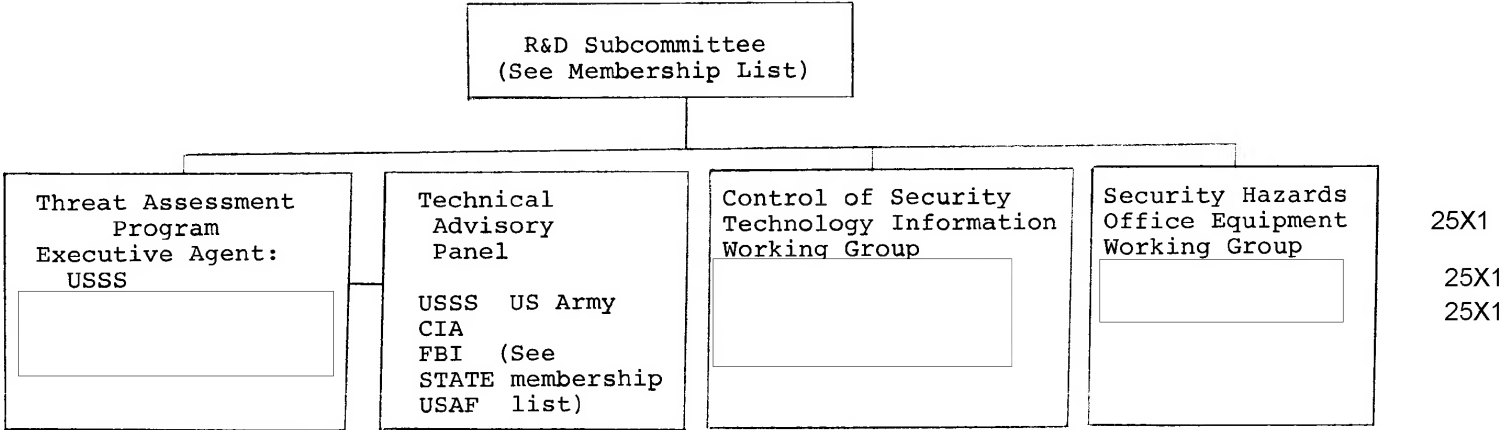 R&D Subcommittee
(See Membership List)
Threat Assessment
Program
Executive Agent:
USSS
Technical
Advisory
Panel
USSS US Army
CIA
FBI (See
STATE membership
USAF list)
Control of Security
Technology Information
Working Group
Security Hazards
Office Equipment
Working Group
25X1
25X1
25X1